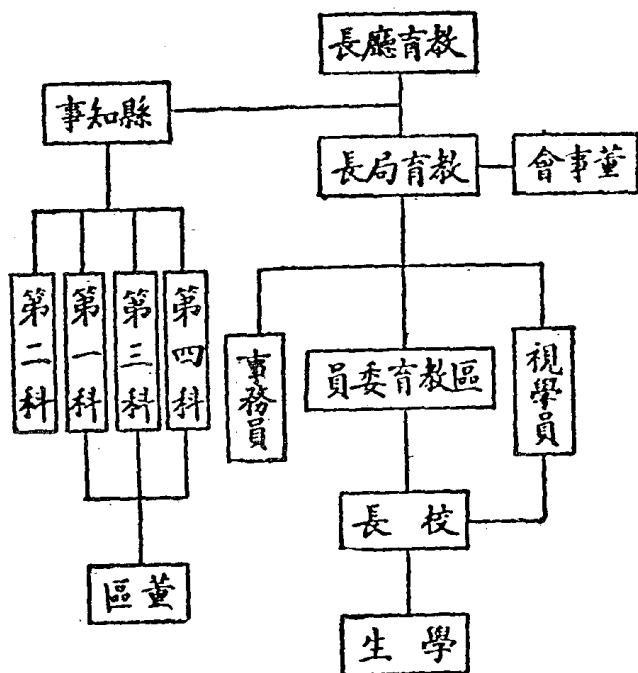 教育廳長
縣知事
教育局長
董事會
第四科
第三科
第一科
第二科
視學員
區教育委員
事務員
校長
區董
學生